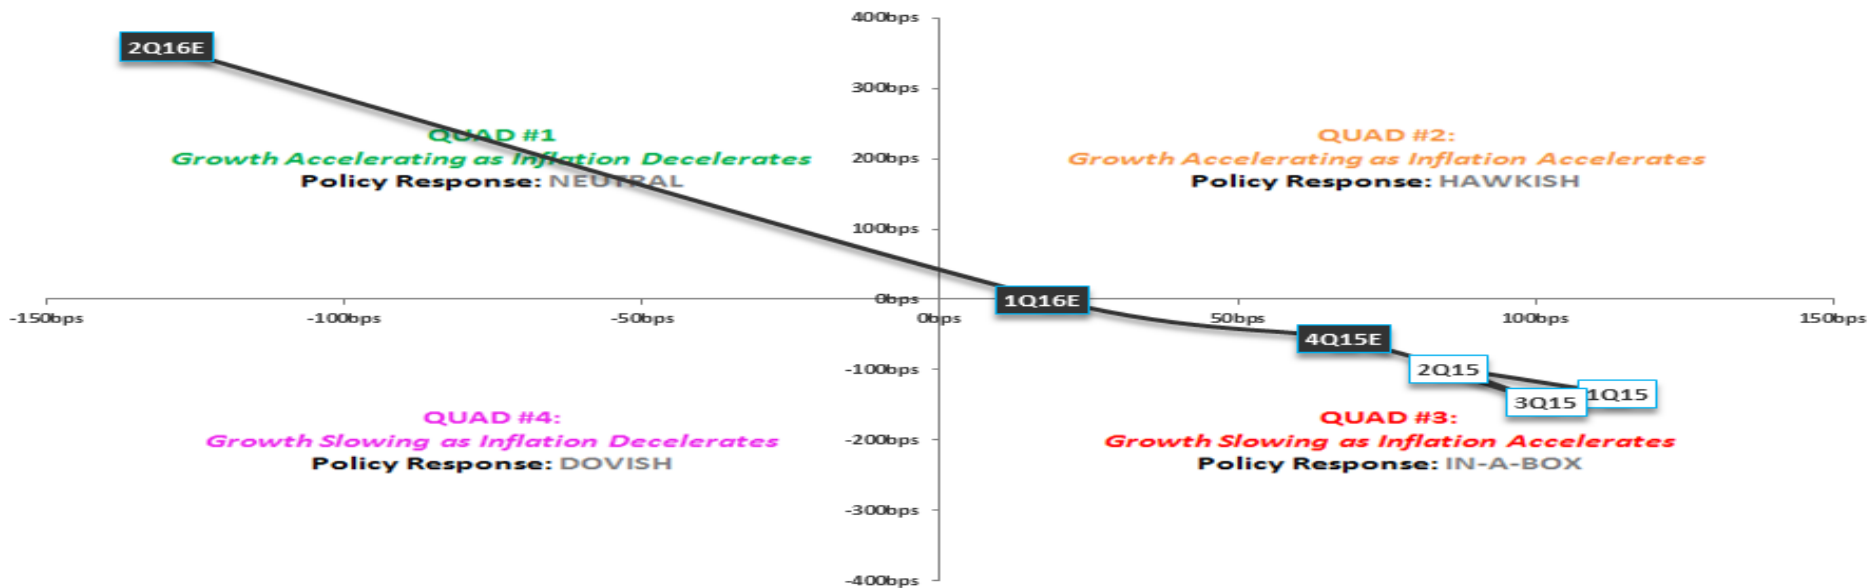 400bps
2Q16E
300bps
QUAD #1
QUAD #2:
Growth Accelerating as Inflation Decelerates
200bps
Growth Accelerating as Inflation Accelerates
Policy Response: NEUTRAL
Policy Response: HAWKISH
100bps
0bps
1Q16E
-150bps
-100bps
-50bps
0bps
50bps
100bps
150bps
4Q15E
-100bps
2Q15
3Q15
1Q15
QUAD #4:
QUAD #3:
Growth Slowing as Inflation Decelerates
-200bps
Growth Slowing as Inflation Accelerates
Policy Response: DOVISH
Policy Response: IN-A-BOX
-300bps
-400bps